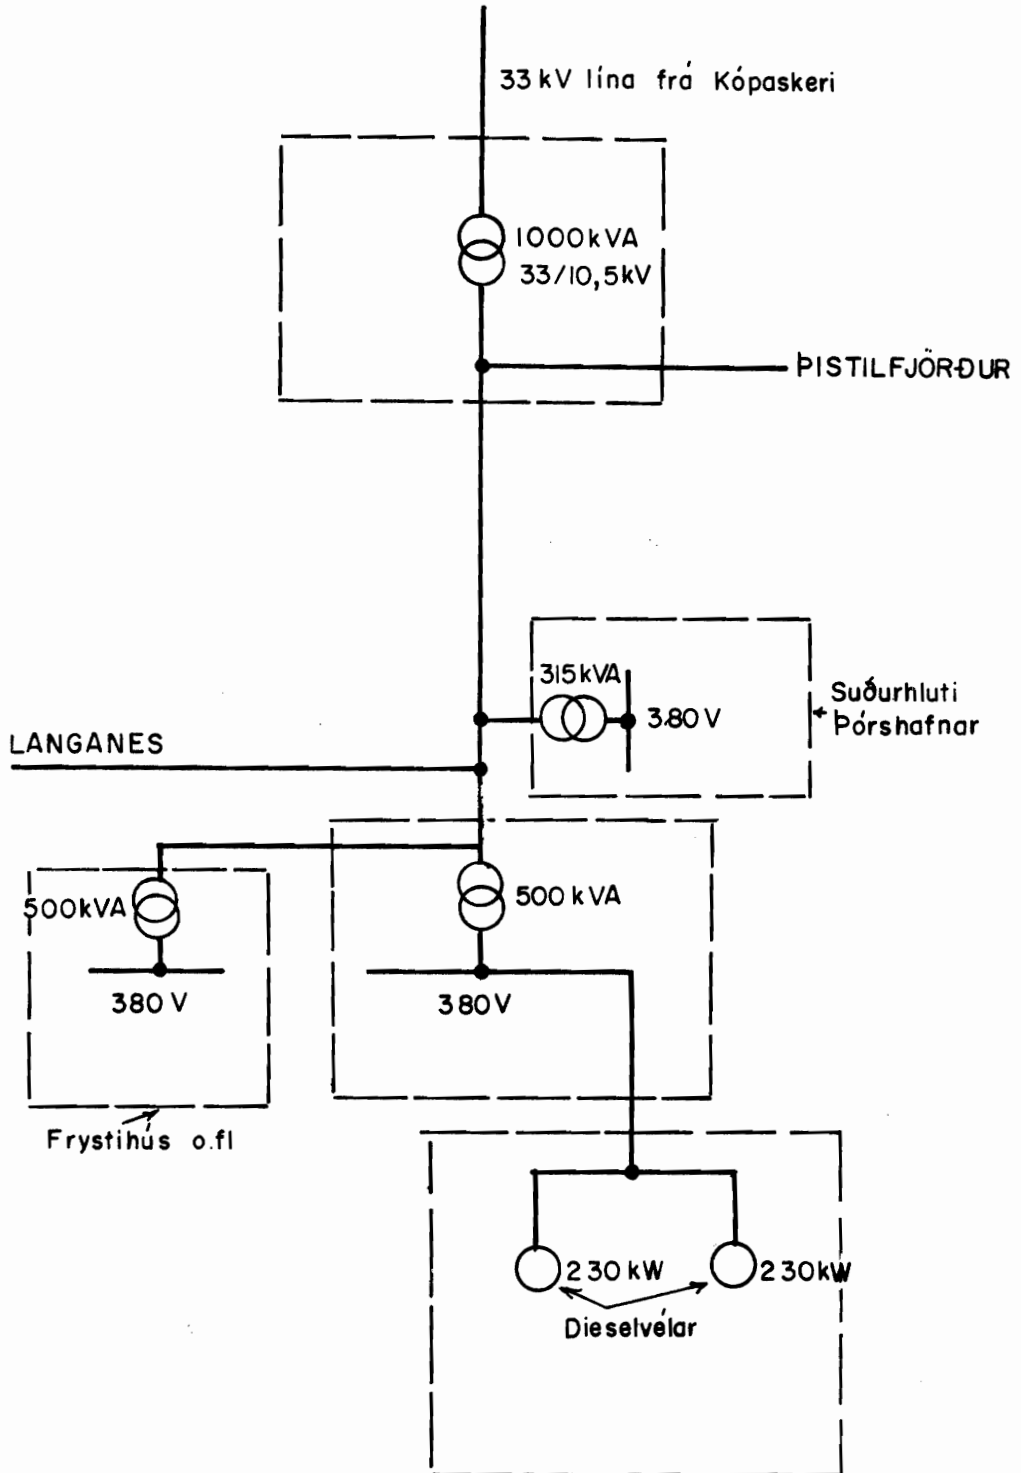 33 kV lína frá Kópaskeri
1000 kVA
33/10,5 kV
ÞISTILFJÖRÐUR
315 kVA
380 V
Suðurhluti
Þórshafnar
LANGANES
500 kVA
380 V
500 kVA
380 V
Frystihús o.fl
230 kW
230 kW
Dieselvélar